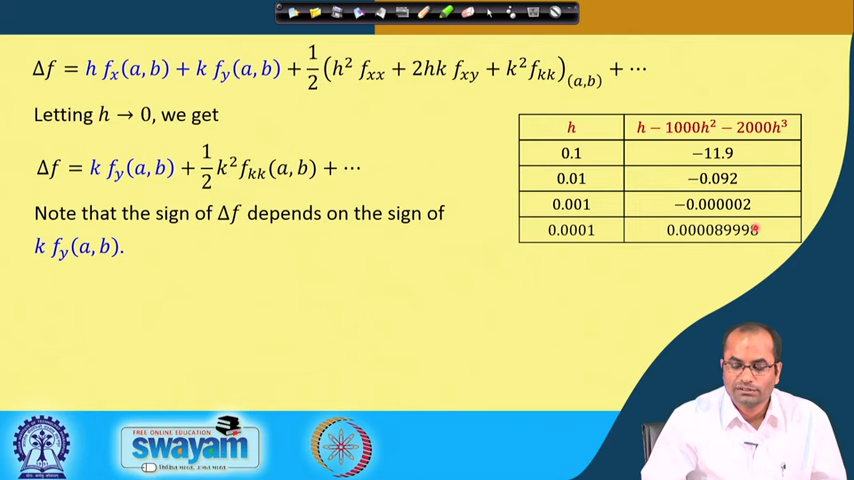 Δf = h f_x(a, b) + k f_y(a, b) + 1/2 (h² f_xx + 2hk f_xy + k² f_kk)_(a,b) + ⋯
Letting h → 0, we get
Δf = k f_y(a, b) + 1/2 k² f_kk(a, b) + ⋯
Note that the sign of Δf depends on the sign of
k f_y(a, b).
h h − 1000h² − 2000h³
0.1 −11.9
0.01 −0.092
0.001 −0.000002
0.0001 0.000089998
FREE ONLINE EDUCATION
swayam